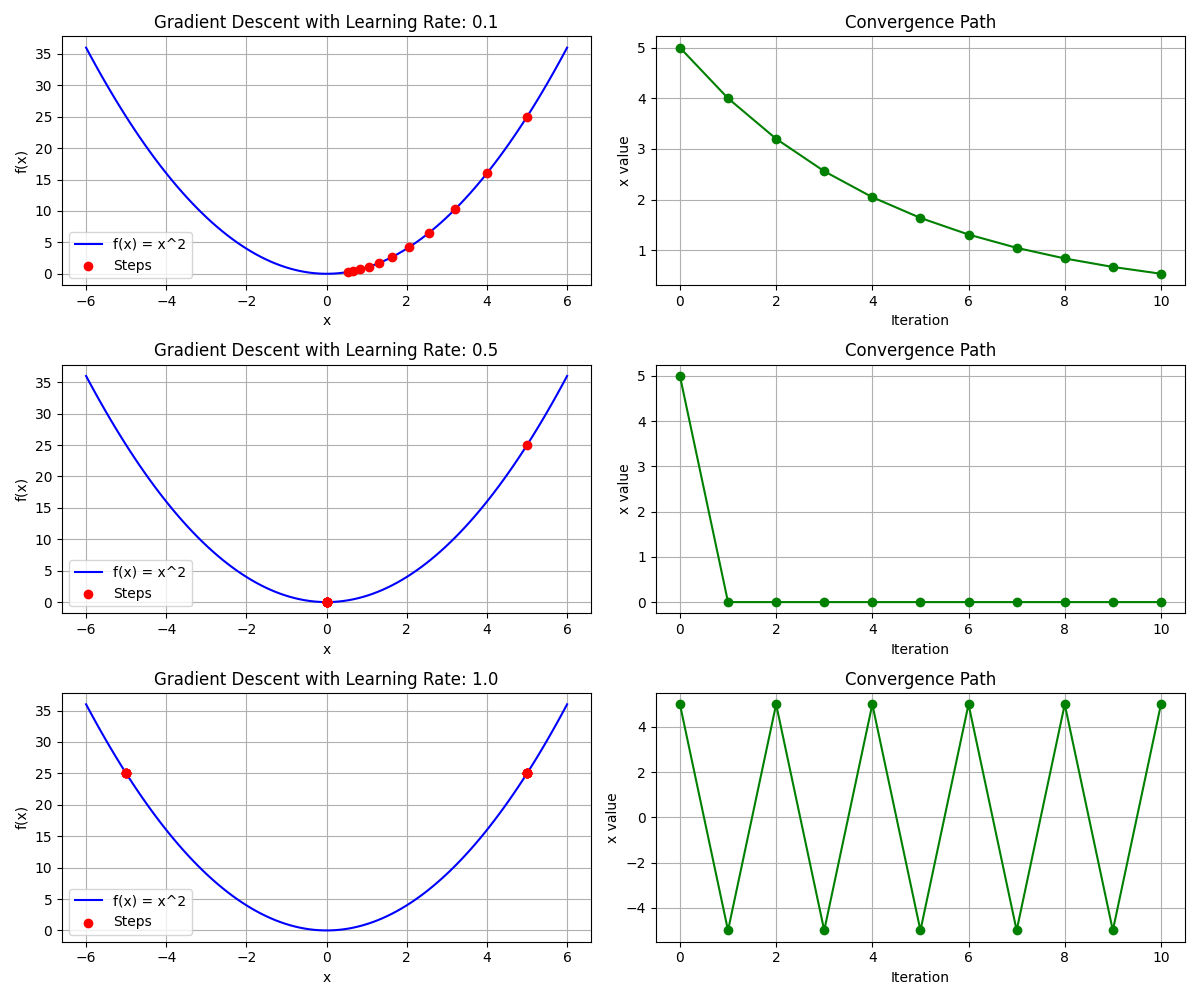 Gradient Descent with Learning Rate: 0.1
35
30
25
20
15
10
5
0
f(x)
f(x) = x^2
Steps
−6 −4 −2 0 2 4 6
x
Convergence Path
5
4
3
2
1
x value
0 2 4 6 8 10
Iteration
Gradient Descent with Learning Rate: 0.5
35
30
25
20
15
10
5
0
f(x)
f(x) = x^2
Steps
−6 −4 −2 0 2 4 6
x
Convergence Path
5
4
3
2
1
0
x value
0 2 4 6 8 10
Iteration
Gradient Descent with Learning Rate: 1.0
35
30
25
20
15
10
5
0
f(x)
f(x) = x^2
Steps
−6 −4 −2 0 2 4 6
x
Convergence Path
4
2
0
−2
−4
x value
0 2 4 6 8 10
Iteration